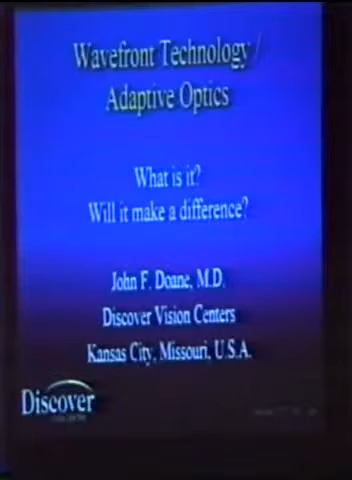 Wavefront Technology /
Adaptive Optics
What is it?
Will it make a difference?
John F. Doane, M.D.
Discover Vision Centers
Kansas City, Missouri, U.S.A.
Discover